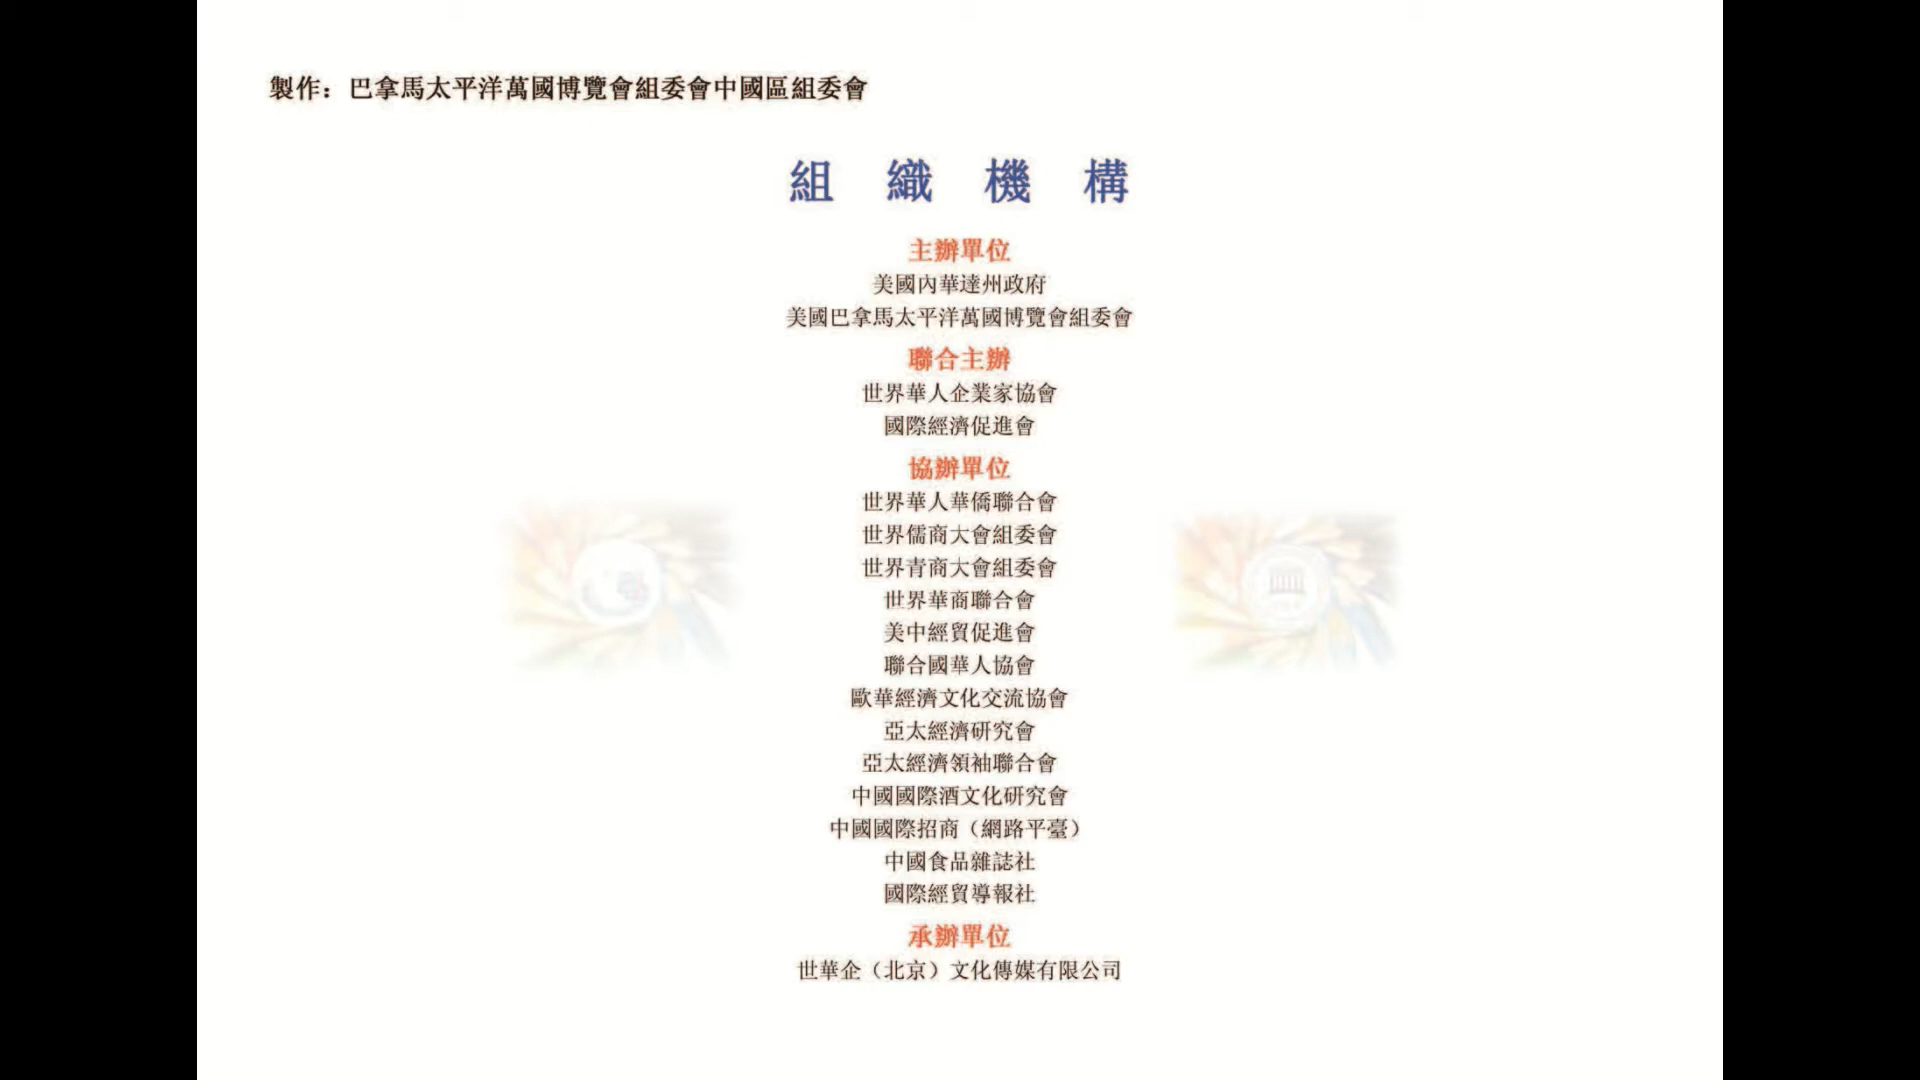 製作：巴拿馬太平洋萬國博覽會組委會中國區組委會
組織機構
主辦單位
美國內華達州政府
美國巴拿馬太平洋萬國博覽會組委會
聯合主辦
世界華人企業家協會
國際經濟促進會
協辦單位
世界華人華僑聯合會
世界儒商大會組委會
世界青商大會組委會
世界華商聯合會
美中經貿促進會
聯合國華人協會
歐華經濟文化交流協會
亞太經濟研究會
亞太經濟領袖聯合會
中國國際酒文化研究會
中國國際招商（網路平臺）
中國食品雜誌社
國際經貿導報社
承辦單位
世華企（北京）文化傳媒有限公司